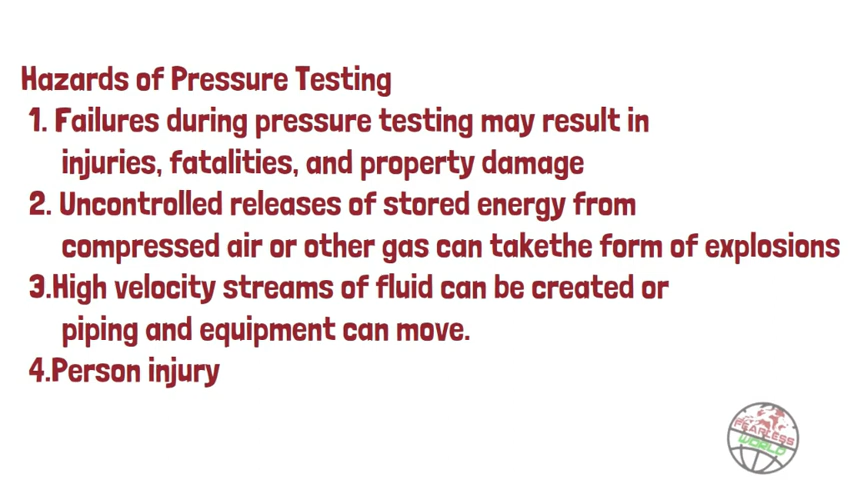 Hazards of Pressure Testing
1. Failures during pressure testing may result in
injuries, fatalities, and property damage
2. Uncontrolled releases of stored energy from
compressed air or other gas can takethe form of explosions
3.High velocity streams of fluid can be created or
piping and equipment can move.
4.Person injury
FEARLESS
WORLD